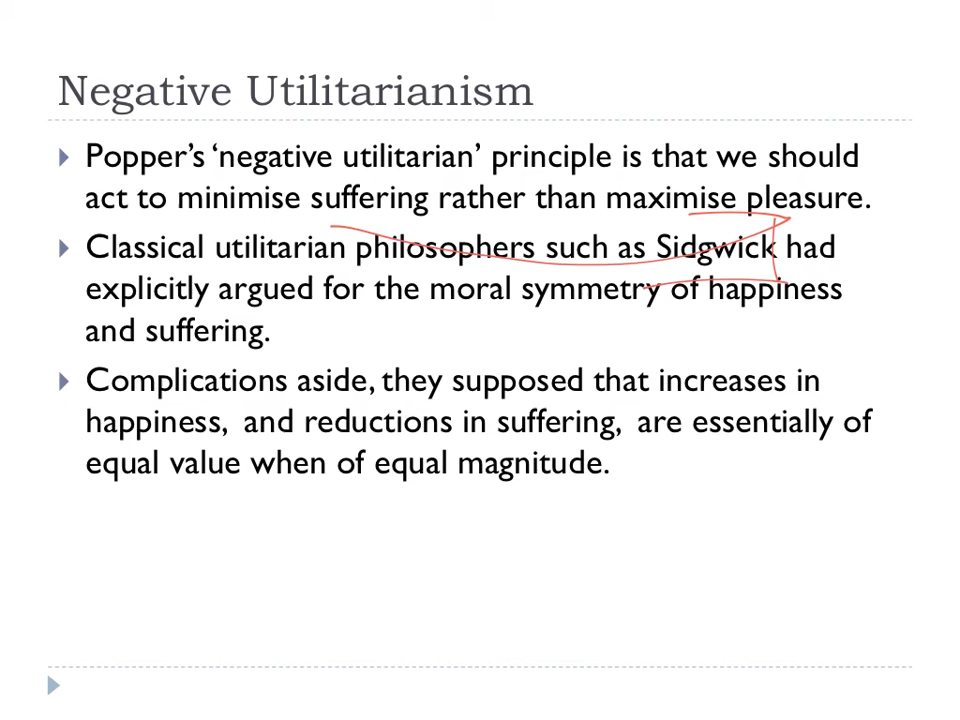 Negative Utilitarianism
Popper’s ‘negative utilitarian’ principle is that we should
act to minimise suffering rather than maximise pleasure.
Classical utilitarian philosophers such as Sidgwick had
explicitly argued for the moral symmetry of happiness
and suffering.
Complications aside, they supposed that increases in
happiness,  and reductions in suffering,  are essentially of
equal value when of equal magnitude.